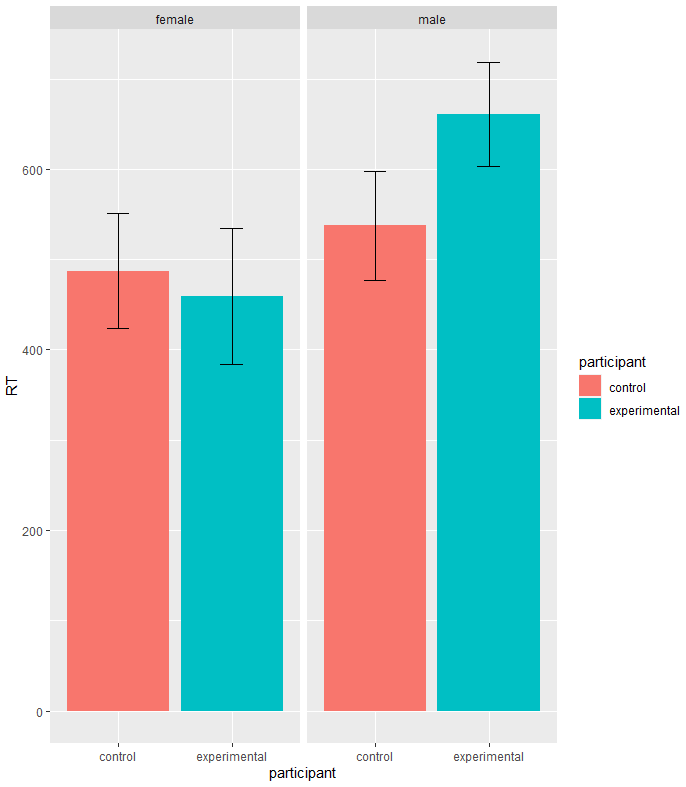 female male
600
400
200
0
RT
control experimental control experimental
participant
participant
control
experimental